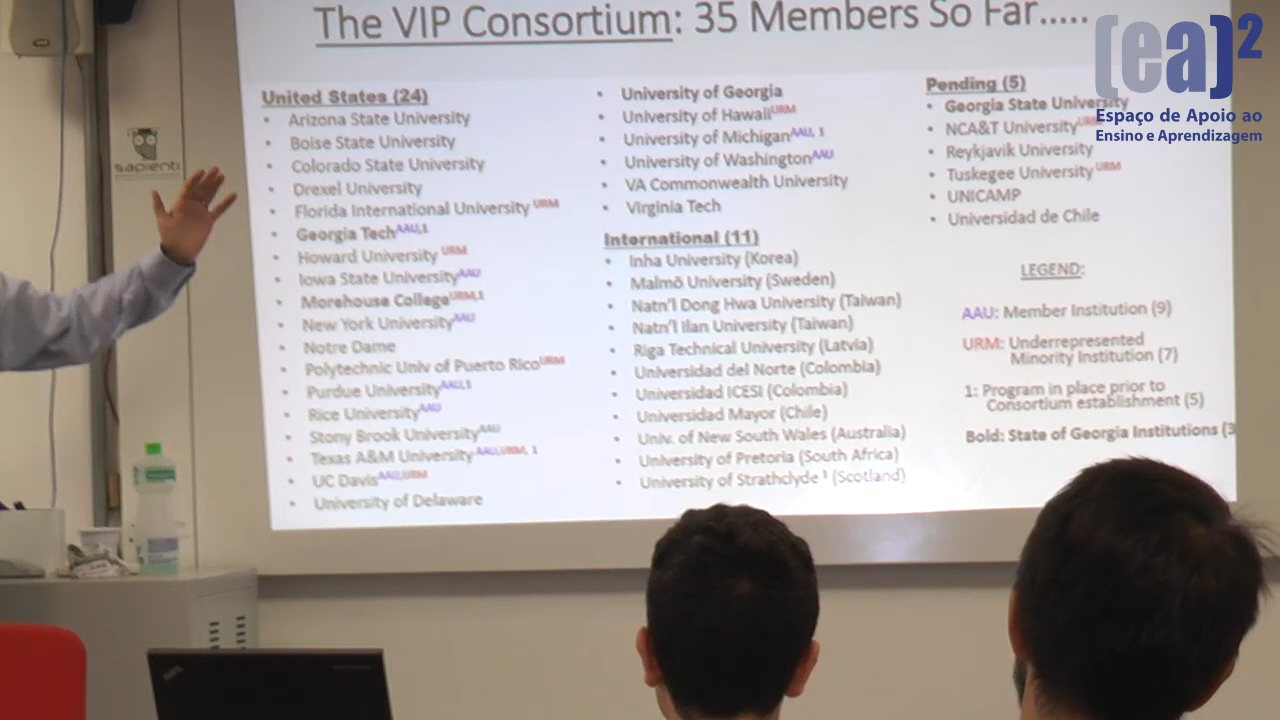 The VIP Consortium: 35 Members So Far.....
United States (24)
• Arizona State University
• Boise State University
• Colorado State University
• Drexel University
• Florida International University URM
• Georgia Tech AAU,1
• Howard University URM
• Iowa State University AAU
• Morehouse College URM,1
• New York University AAU
• Notre Dame
• Polytechnic Univ of Puerto Rico URM
• Purdue University AAU,1
• Rice University AAU
• Stony Brook University AAU
• Texas A&M University AAU,URM, 1
• UC Davis AAU,URM
• University of Delaware
• University of Georgia
• University of Hawaii URM
• University of Michigan AAU, 1
• University of Washington AAU
• VA Commonwealth University
• Virginia Tech
International (11)
• Inha University (Korea)
• Malmö University (Sweden)
• Natn'l Dong Hwa University (Taiwan)
• Natn'l Ilan University (Taiwan)
• Riga Technical University (Latvia)
• Universidad del Norte (Colombia)
• Universidad ICESI (Colombia)
• Universidad Mayor (Chile)
• Univ. of New South Wales (Australia)
• University of Pretoria (South Africa)
• University of Strathclyde 1 (Scotland)
Pending (5)
• Georgia State University
• NCA&T University URM
• Reykjavik University
• Tuskegee University URM
• UNICAMP
• Universidad de Chile
LEGEND:
AAU: Member Institution (9)
URM: Underrepresented
Minority Institution (7)
1: Program in place prior to
Consortium establishment (5)
Bold: State of Georgia Institutions (3
(ea)²
Espaço de Apoio ao
Ensino e Aprendizagem
sapienti